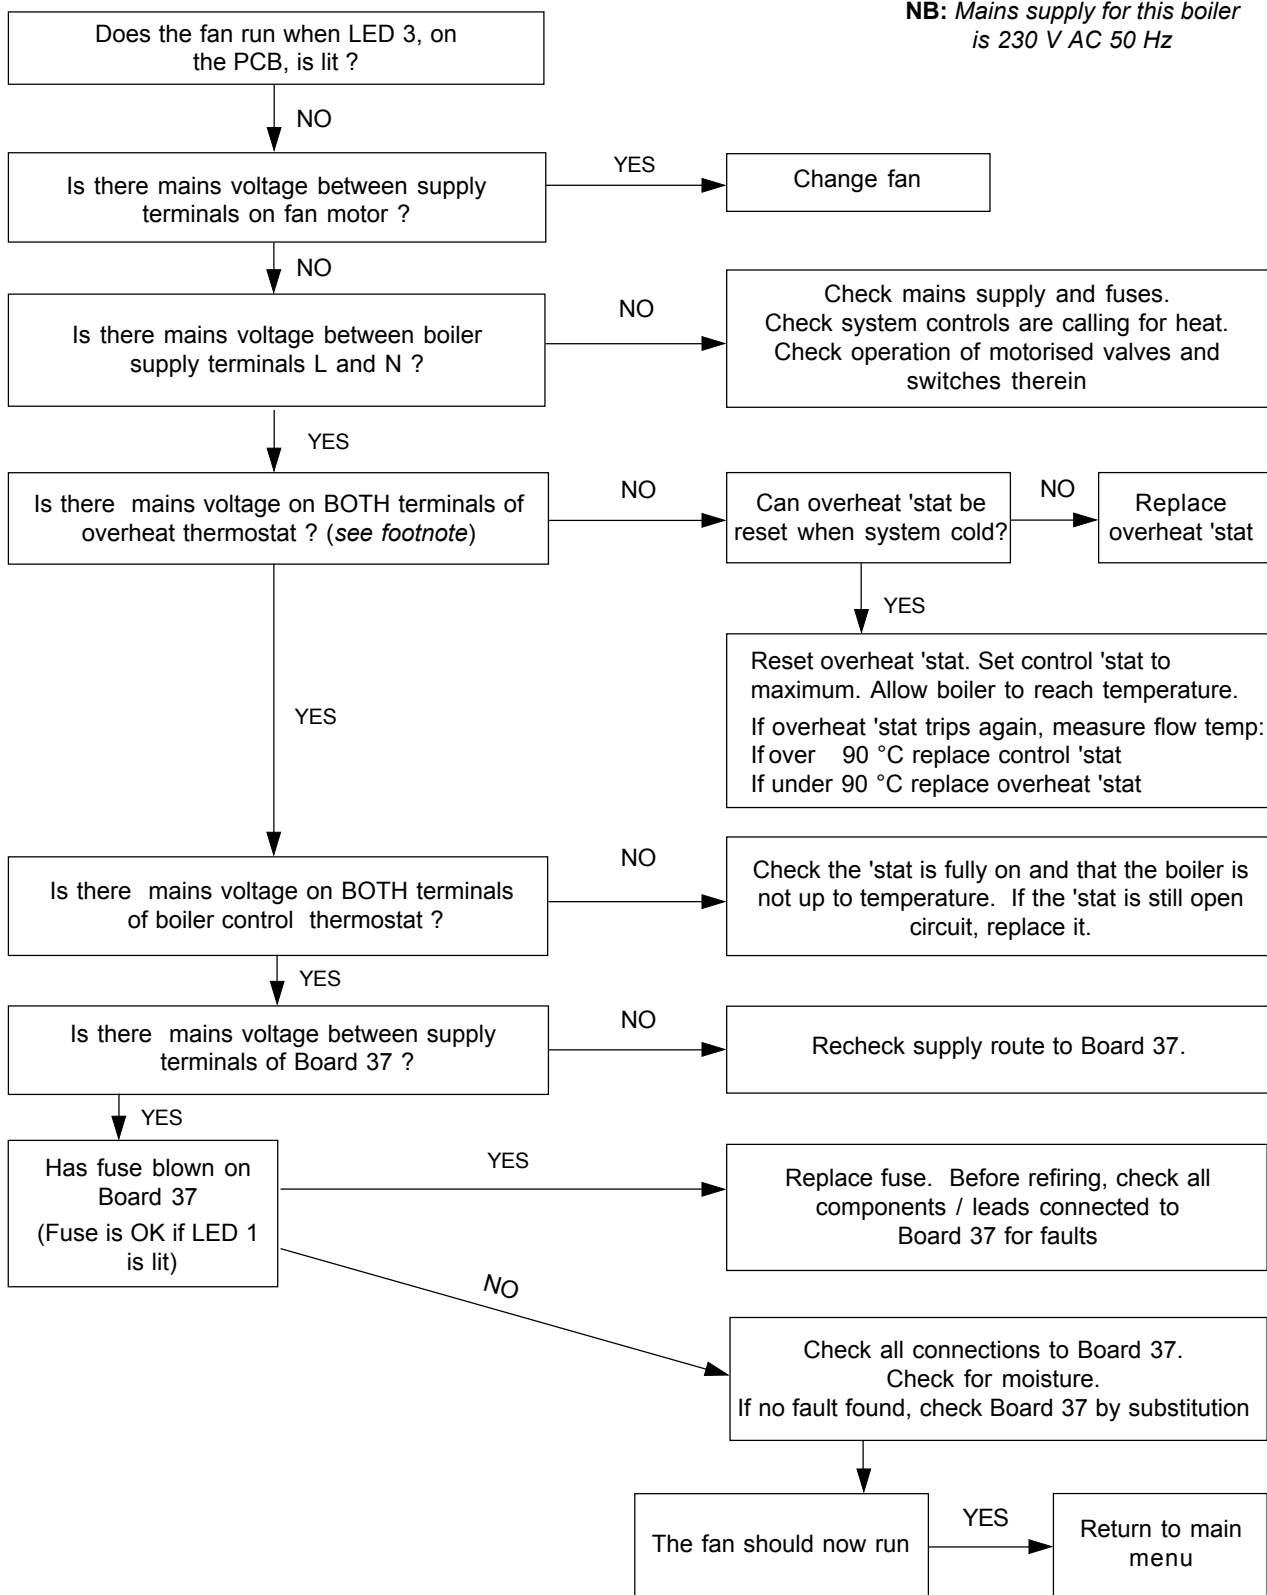 NB: Mains supply for this boiler
is 230 V AC 50 Hz
Does the fan run when LED 3, on
the PCB, is lit ?
NO
Is there mains voltage between supply
terminals on fan motor ?
YES
Change fan
NO
Is there mains voltage between boiler
supply terminals L and N ?
NO
Check mains supply and fuses.
Check system controls are calling for heat.
Check operation of motorised valves and
switches therein
YES
Is there mains voltage on BOTH terminals of
overheat thermostat ? (see footnote)
NO
Can overheat 'stat be
reset when system cold?
NO
Replace
overheat 'stat
YES
Reset overheat 'stat. Set control 'stat to
maximum. Allow boiler to reach temperature.
If overheat 'stat trips again, measure flow temp:
If over 90 °C replace control 'stat
If under 90 °C replace overheat 'stat
YES
Is there mains voltage on BOTH terminals
of boiler control thermostat ?
NO
Check the 'stat is fully on and that the boiler is
not up to temperature. If the 'stat is still open
circuit, replace it.
YES
Is there mains voltage between supply
terminals of Board 37 ?
NO
Recheck supply route to Board 37.
YES
Has fuse blown on
Board 37
(Fuse is OK if LED 1
is lit)
YES
Replace fuse. Before refiring, check all
components / leads connected to
Board 37 for faults
NO
Check all connections to Board 37.
Check for moisture.
If no fault found, check Board 37 by substitution
The fan should now run
YES
Return to main
menu